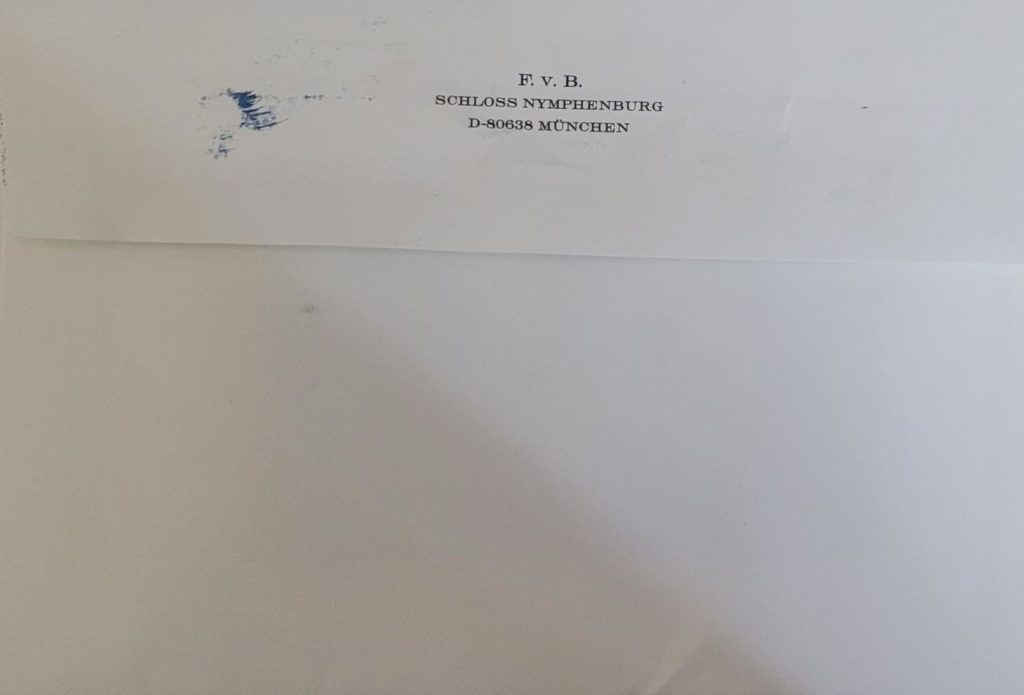 F. v. B.
SCHLOSS NYMPHENBURG
D-80638 MÜNCHEN